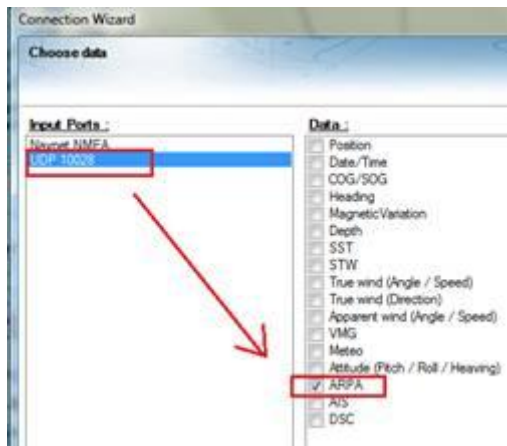 Connection Wizard
Choose data
Input Ports :
Navnet NMEA
UDP 10028
Data :
Position
Date/Time
COG/SOG
Heading
Magnetic Variation
Depth
SST
STW
True wind (Angle / Speed)
True wind (Direction)
Apparent wind (Angle / Speed)
VMG
Meteo
Attitude (Pitch / Roll / Heaving)
ARPA
AIS
DSC